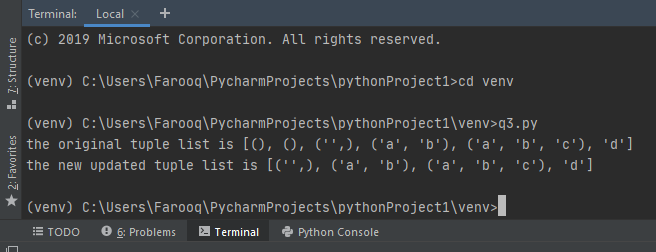 Terminal: Local × +
(c) 2019 Microsoft Corporation. All rights reserved.
(venv) C:\Users\Farooq\PycharmProjects\pythonProject1>cd venv
(venv) C:\Users\Farooq\PycharmProjects\pythonProject1\venv>q3.py
the original tuple list is [(), (), ('',), ('a', 'b'), ('a', 'b', 'c'), 'd']
the new updated tuple list is [('',), ('a', 'b'), ('a', 'b', 'c'), 'd']
(venv) C:\Users\Farooq\PycharmProjects\pythonProject1\venv>
7: Structure
2: Favorites
TODO 6: Problems Terminal Python Console